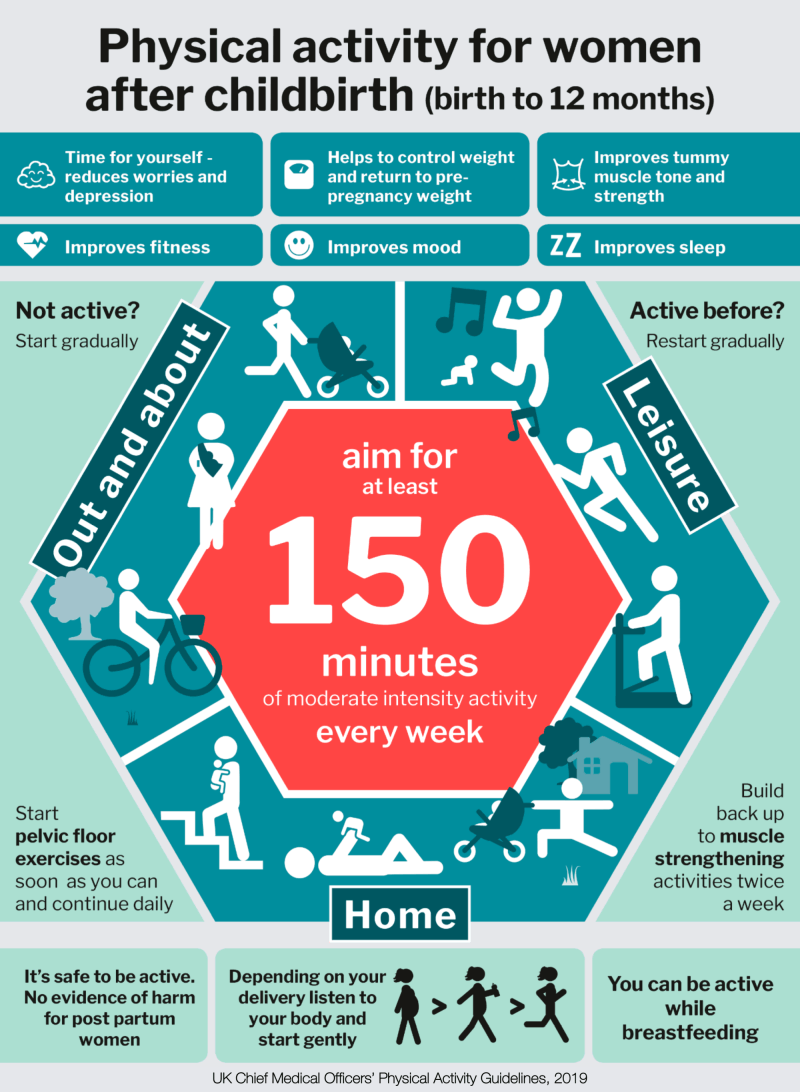 Physical activity for women
after childbirth (birth to 12 months)
Time for yourself -
reduces worries and
depression
Helps to control weight
and return to pre-
pregnancy weight
Improves tummy
muscle tone and
strength
Improves fitness
Improves mood
ZZ Improves sleep
Not active?
Start gradually
Active before?
Restart gradually
Out and about
Leisure
aim for
at least
150
minutes
of moderate intensity activity
every week
Start
pelvic floor
exercises as
soon as you can
and continue daily
Build
back up
to muscle
strengthening
activities twice
a week
Home
It's safe to be active.
No evidence of harm
for post partum
women
Depending on your
delivery listen to
your body and
start gently
> >
You can be active
while
breastfeeding
UK Chief Medical Officers' Physical Activity Guidelines, 2019